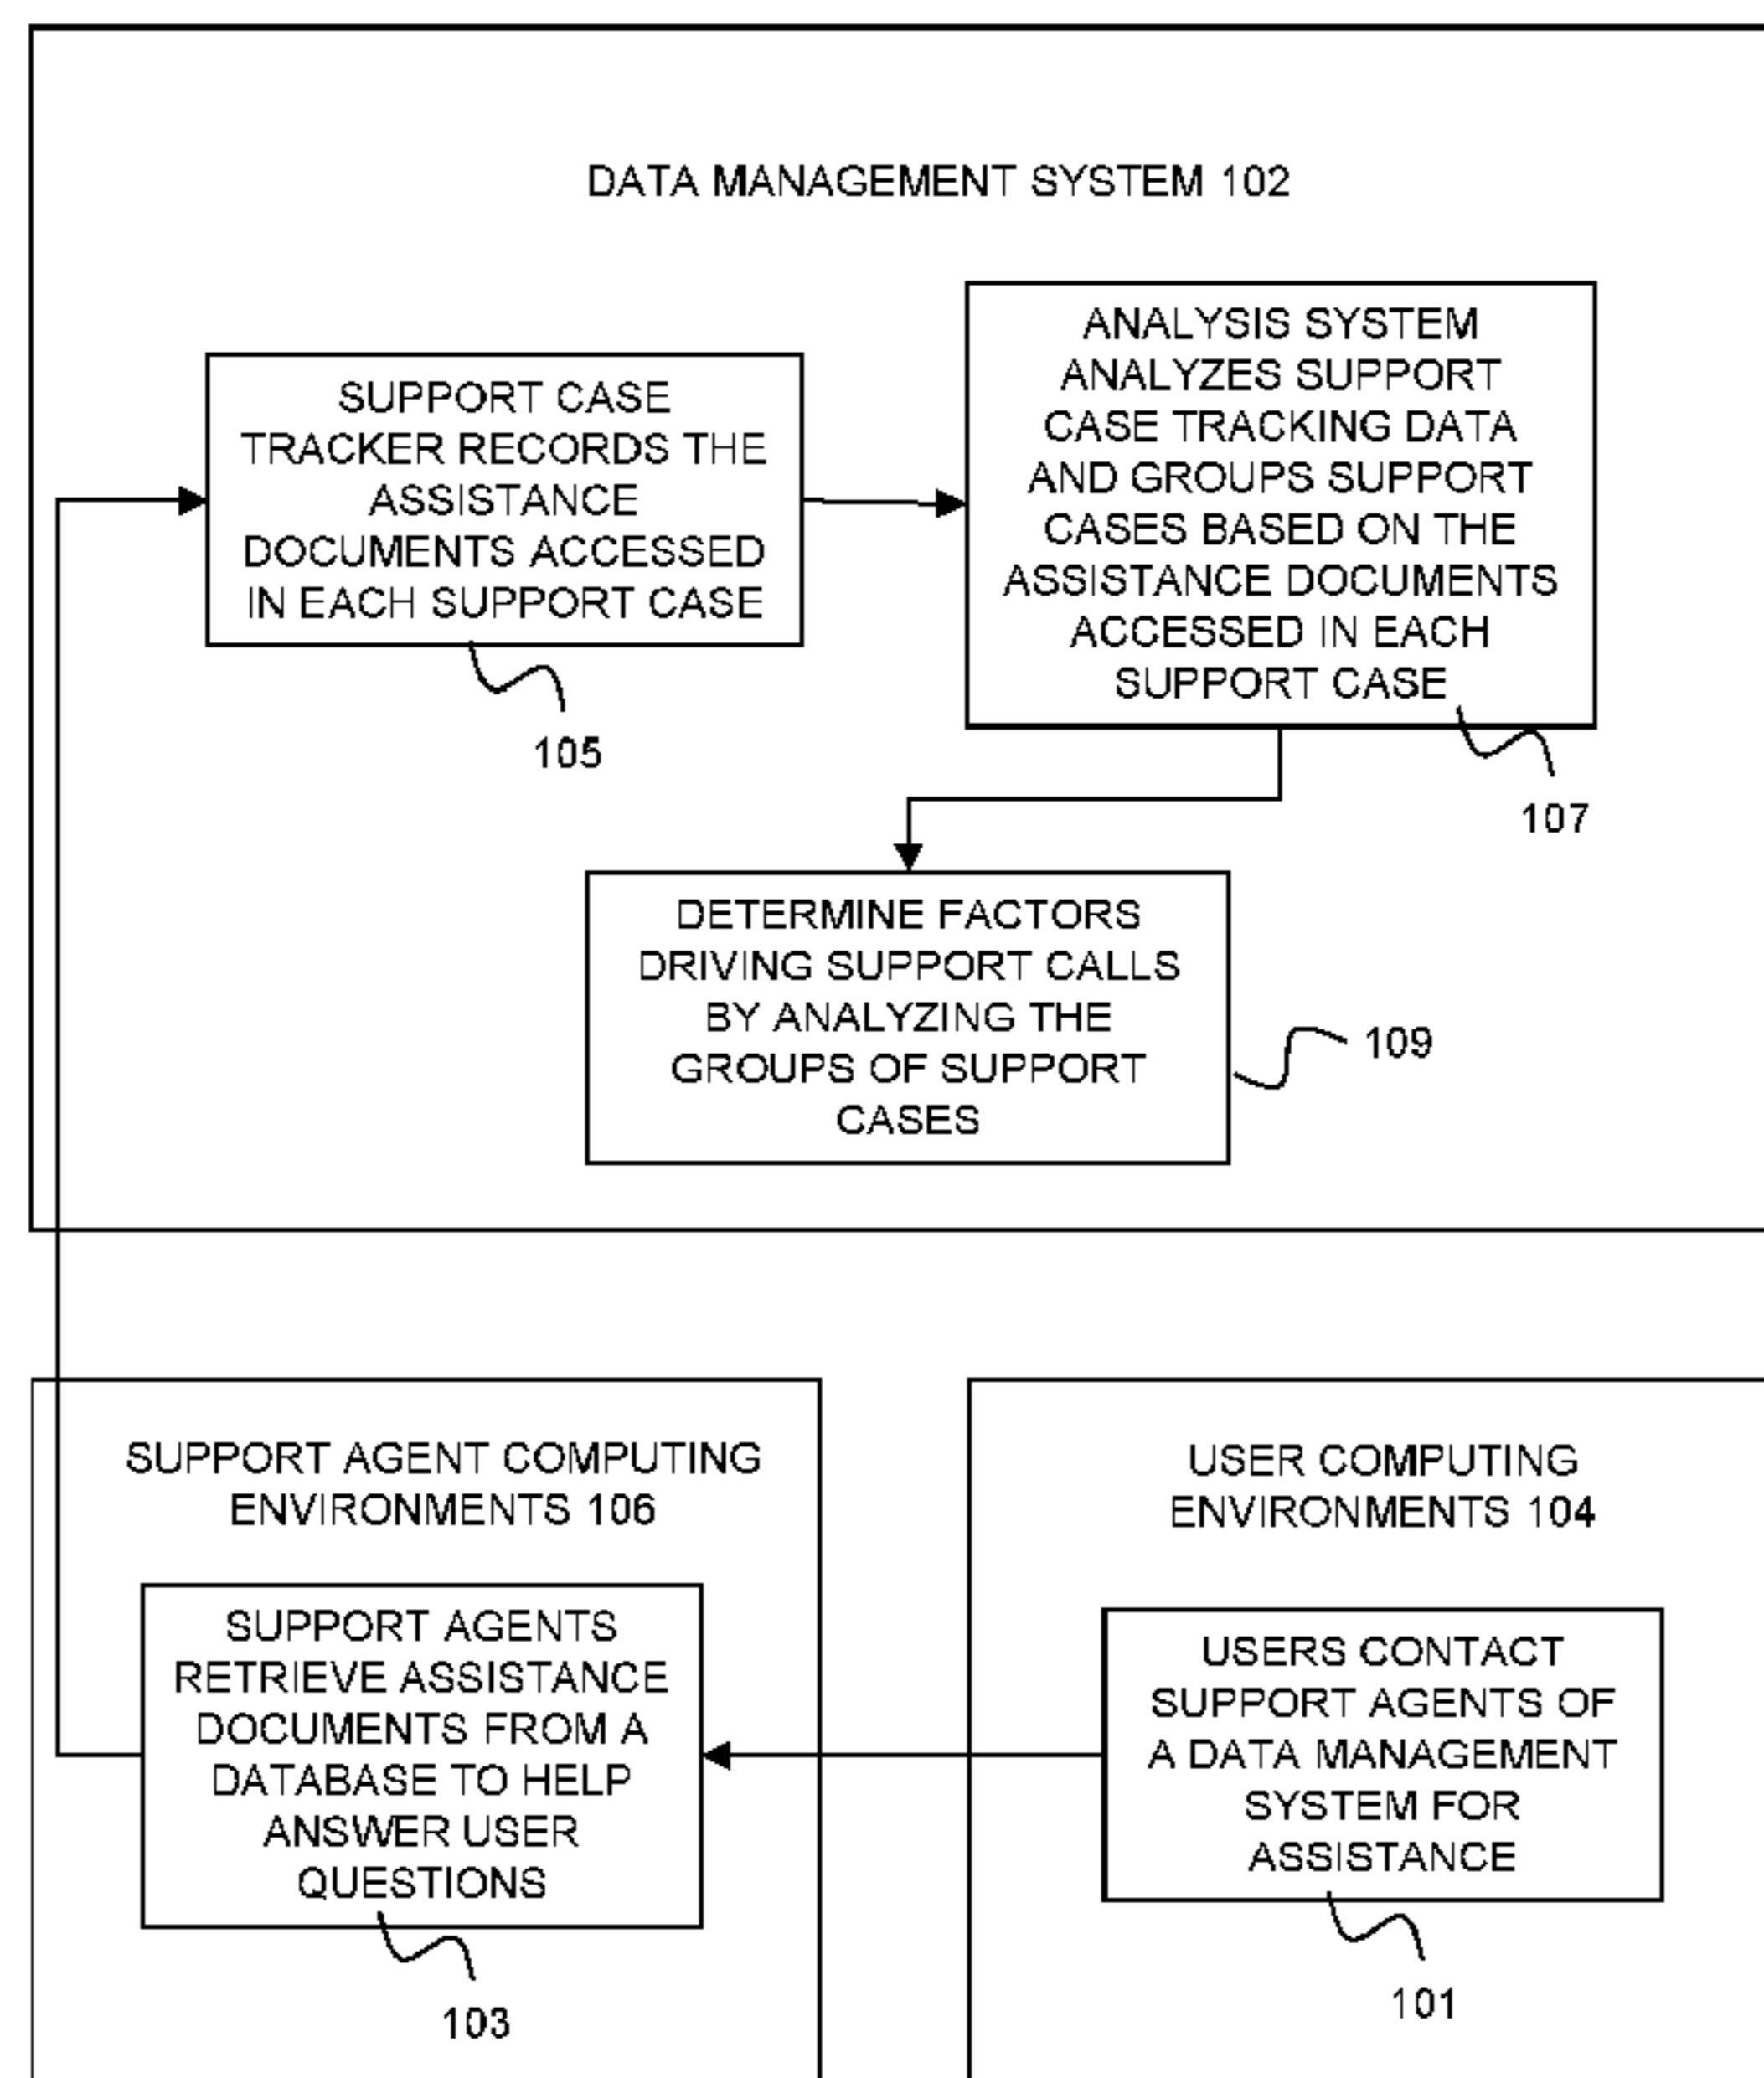 DATA MANAGEMENT SYSTEM 102
SUPPORT CASE
TRACKER RECORDS THE
ASSISTANCE
DOCUMENTS ACCESSED
IN EACH SUPPORT CASE
105
ANALYSIS SYSTEM
ANALYZES SUPPORT
CASE TRACKING DATA
AND GROUPS SUPPORT
CASES BASED ON THE
ASSISTANCE DOCUMENTS
ACCESSED IN EACH
SUPPORT CASE
107
DETERMINE FACTORS
DRIVING SUPPORT CALLS
BY ANALYZING THE
GROUPS OF SUPPORT
CASES
109
SUPPORT AGENT COMPUTING
ENVIRONMENTS 106
SUPPORT AGENTS
RETRIEVE ASSISTANCE
DOCUMENTS FROM A
DATABASE TO HELP
ANSWER USER
QUESTIONS
103
USER COMPUTING
ENVIRONMENTS 104
USERS CONTACT
SUPPORT AGENTS OF
A DATA MANAGEMENT
SYSTEM FOR
ASSISTANCE
101